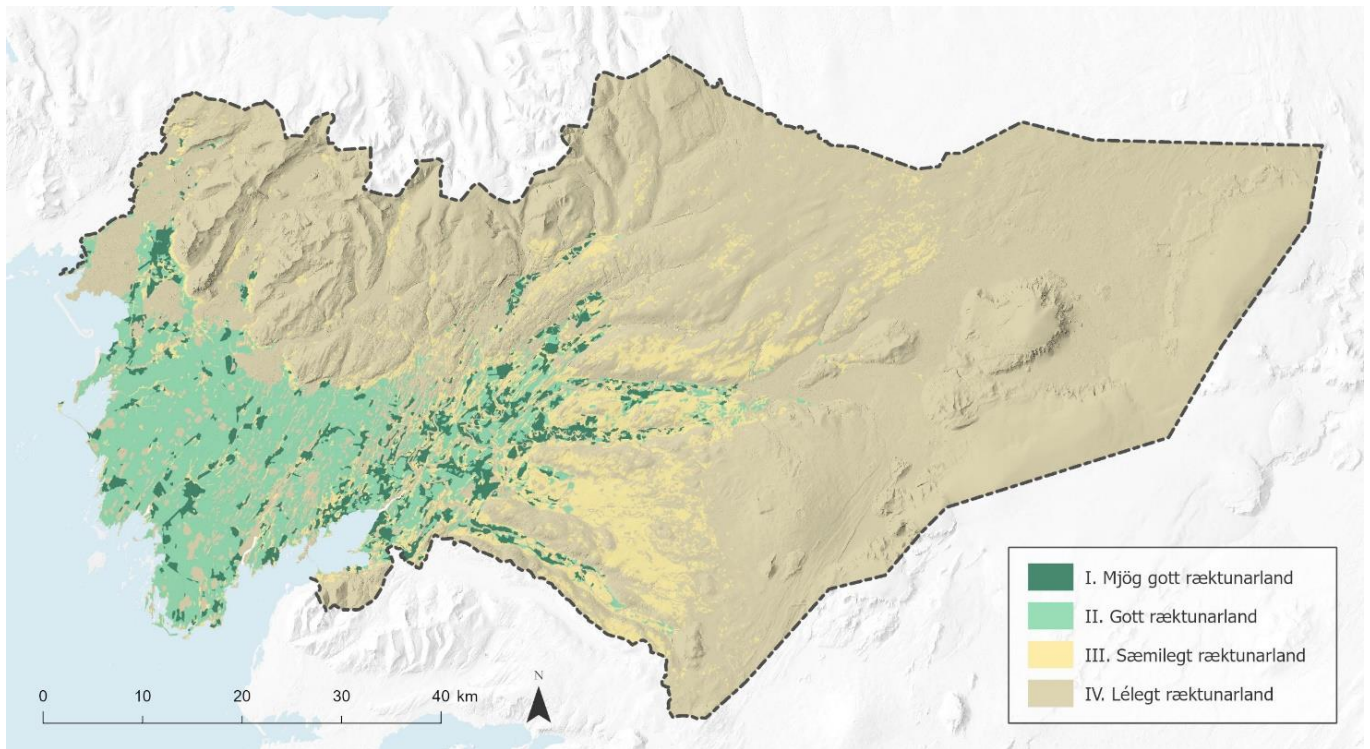 I. Mjög gott ræktunarland
II. Gott ræktunarland
III. Sæmilegt ræktunarland
IV. Lélegt ræktunarland
0 10 20 30 40 km
N